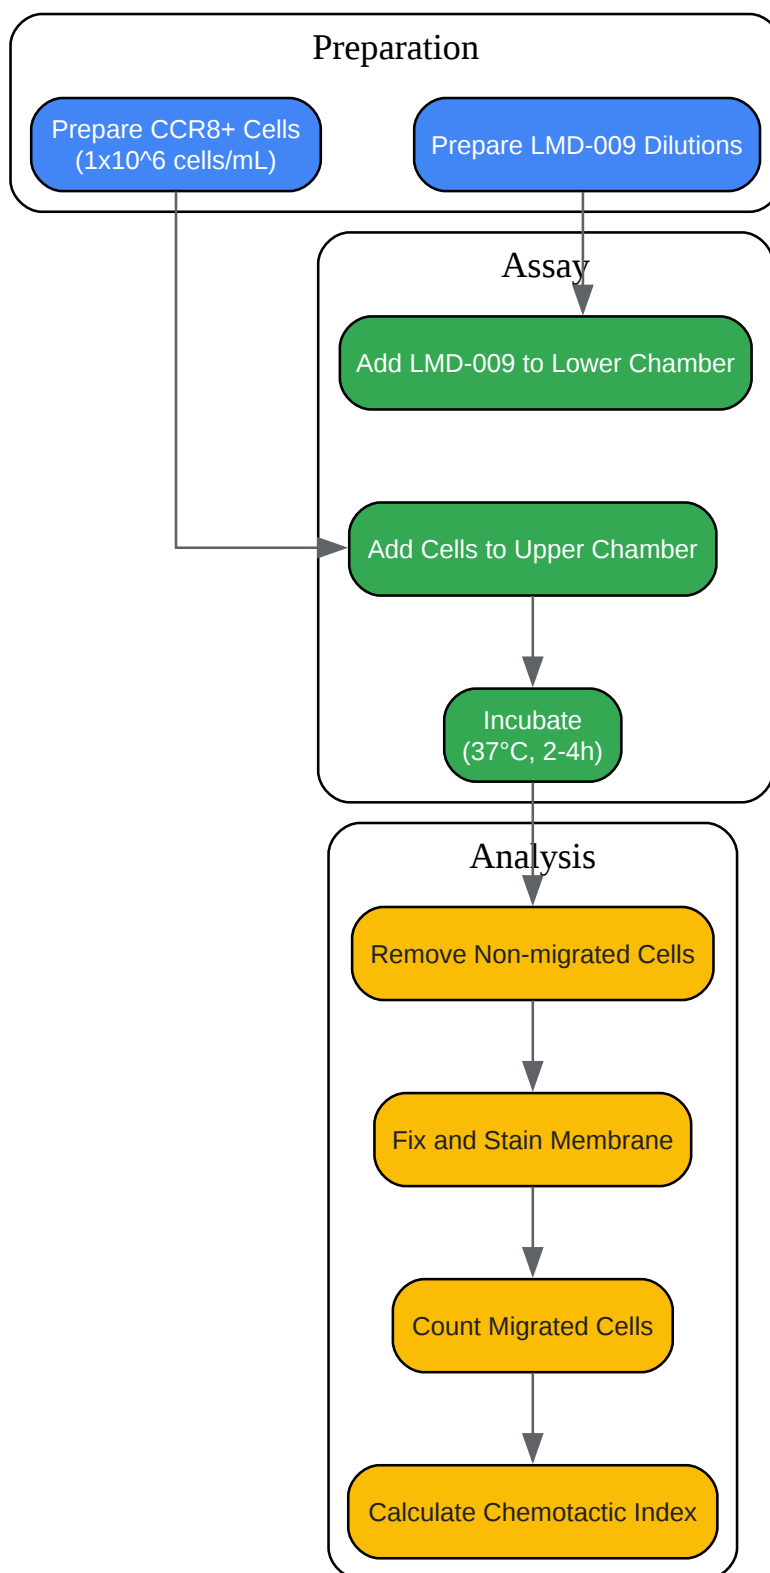 Preparation
Prepare CCR8+ Cells
(1x10^6 cells/mL)
Prepare LMD-009 Dilutions
Assay
Add LMD-009 to Lower Chamber
Add Cells to Upper Chamber
Incubate
(37°C, 2-4h)
Analysis
Remove Non-migrated Cells
Fix and Stain Membrane
Count Migrated Cells
Calculate Chemotactic Index